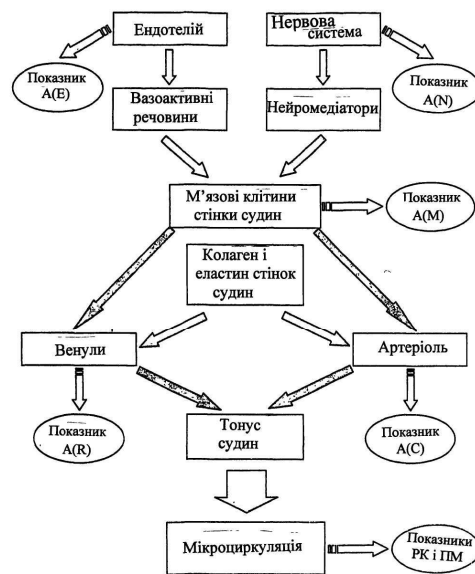 Ендотелій
Нервова
система
Показник
А(Е)
Показник
А(N)
Вазоактивні
речовини
Нейромедіатори
М’язові клітини
стінки судин
Показник
А(М)
Колаген і
еластин стінок
судин
Венули
Артеріоль
Показник
А(R)
Тонус
судин
Показник
А(С)
Мікроциркуляція
Показники
РК і ПМ